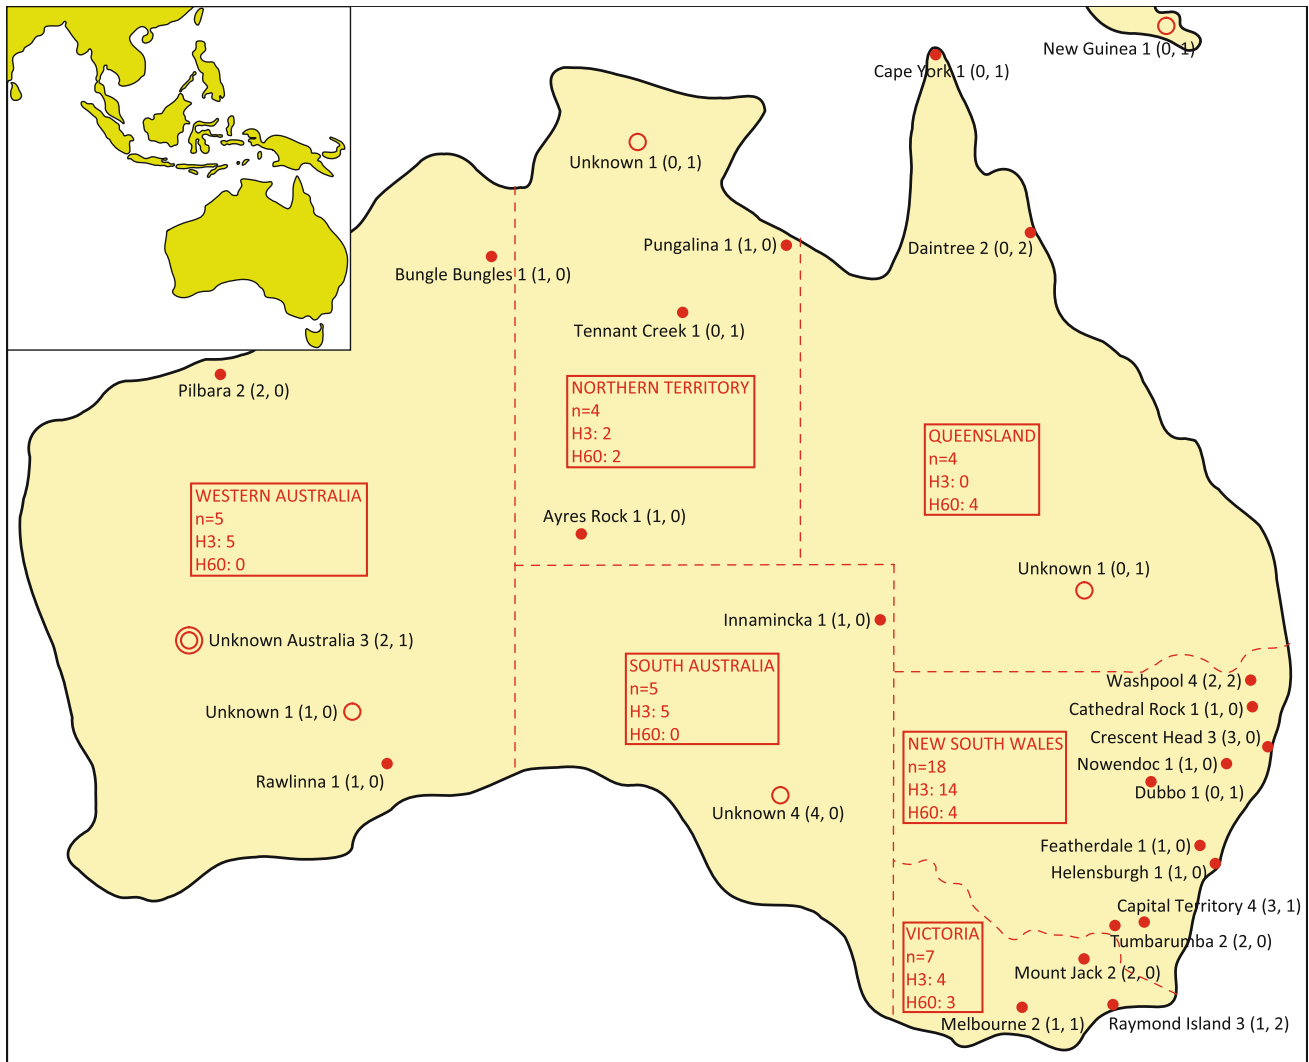 New Guinea 1 (0, 1)
Cape York 1 (0, 1)
Unknown 1 (0, 1)
Pungalina 1 (1, 0)
Daintree 2 (0, 2)
Bungle Bungles 1 (1, 0)
Tennant Creek 1 (0, 1)
Pilbara 2 (2, 0)
NORTHERN TERRITORY
n=4
H3: 2
H60: 2
QUEENSLAND
n=4
H3: 0
H60: 4
WESTERN AUSTRALIA
n=5
H3: 5
H60: 0
Ayres Rock 1 (1, 0)
Unknown 1 (0, 1)
Innamincka 1 (1, 0)
Unknown Australia 3 (2, 1)
SOUTH AUSTRALIA
n=5
H3: 5
H60: 0
Washpool 4 (2, 2)
Cathedral Rock 1 (1, 0)
Unknown 1 (1, 0)
Crescent Head 3 (3, 0)
NEW SOUTH WALES
n=18
H3: 14
H60: 4
Nowendoc 1 (1, 0)
Rawlinna 1 (1, 0)
Dubbo 1 (0, 1)
Unknown 4 (4, 0)
Featherdale 1 (1, 0)
Helensburgh 1 (1, 0)
Capital Territory 4 (3, 1)
VICTORIA
n=7
H3: 4
H60: 3
Tumbarumba 2 (2, 0)
Mount Jack 2 (2, 0)
Melbourne 2 (1, 1)
Raymond Island 3 (1, 2)